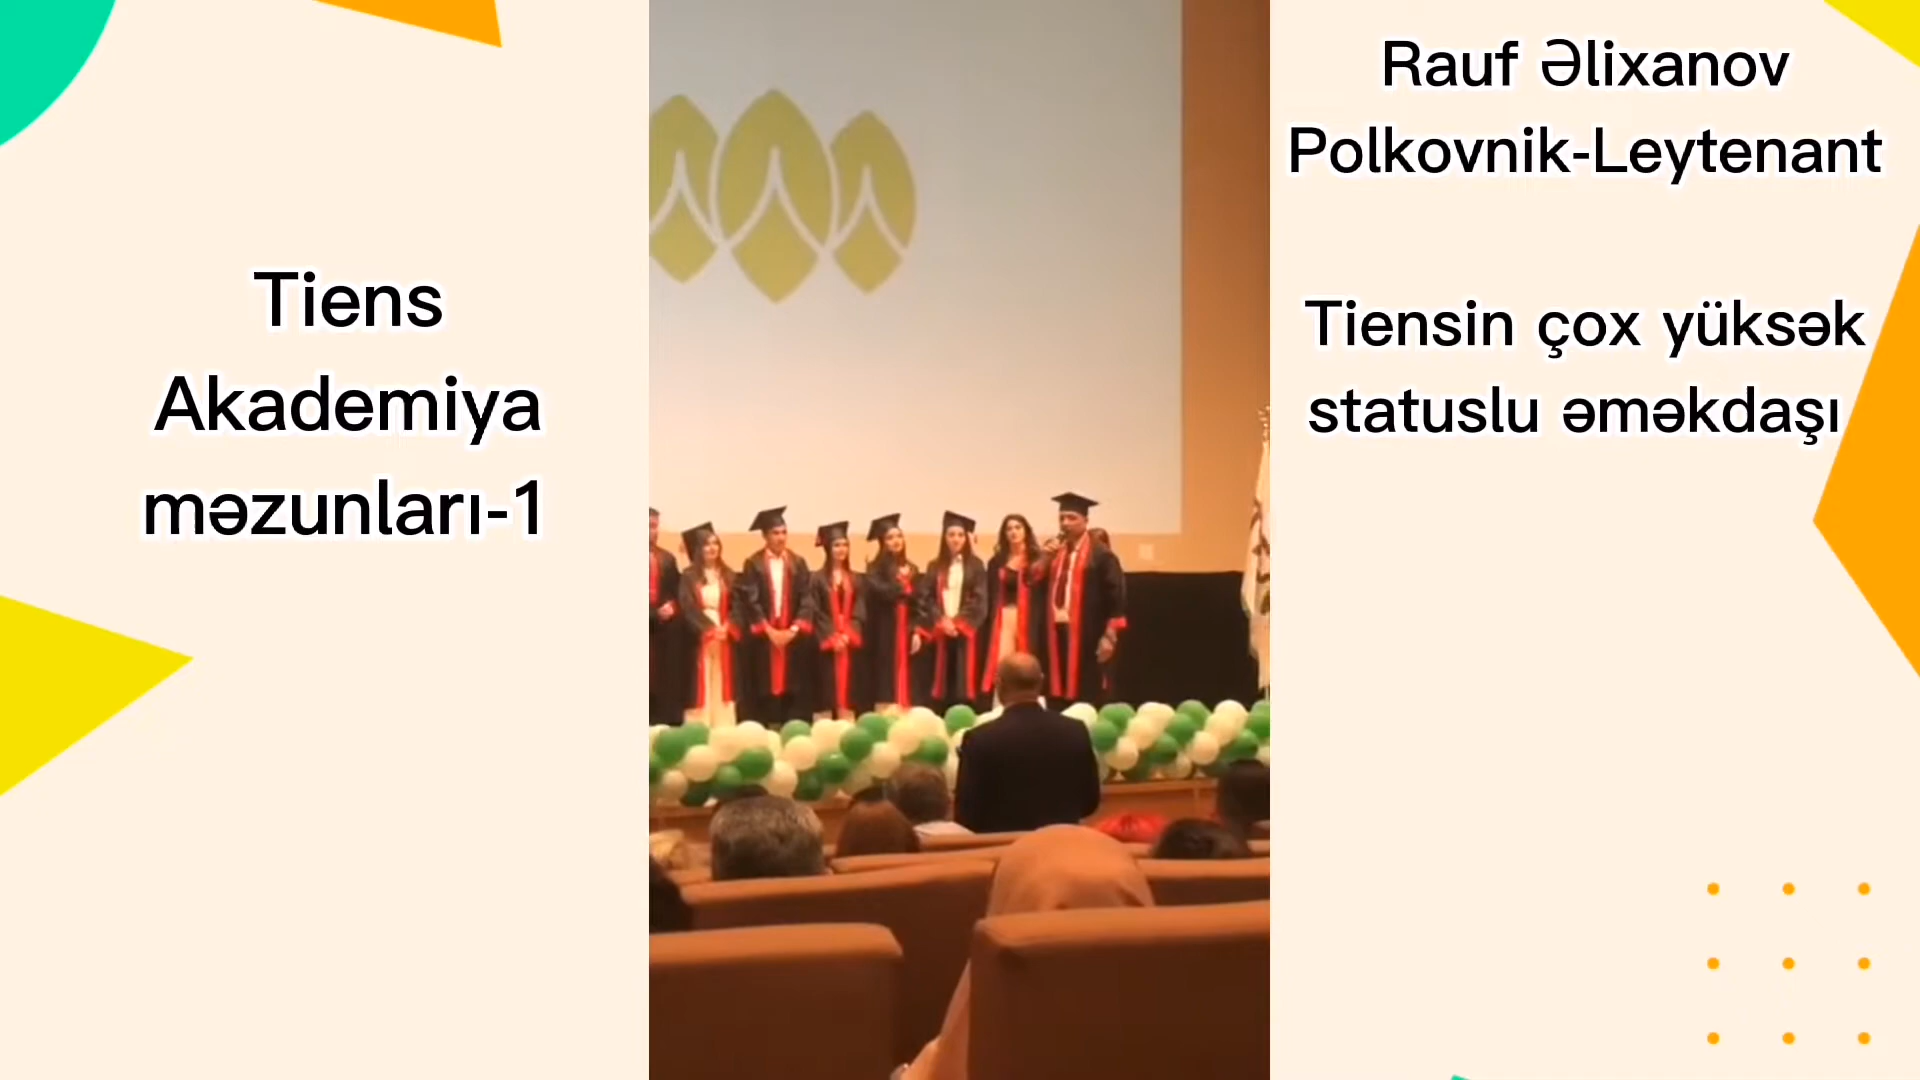 Tiens
Akademiya
məzunları-1
Rauf Əlixanov
Polkovnik-Leytenant
Tiensin çox yüksək
statuslu əməkdaşı